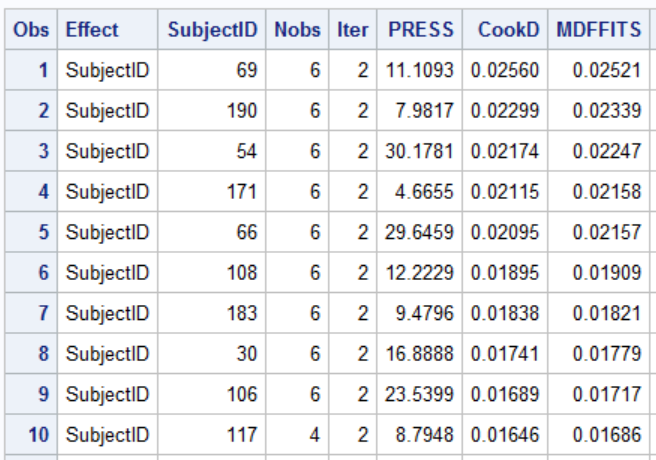 Obs Effect SubjectID Nobs Iter PRESS CookD MDFFITS
1 SubjectID 69 6 2 11.1093 0.02560 0.02521
2 SubjectID 190 6 2 7.9817 0.02299 0.02339
3 SubjectID 54 6 2 30.1781 0.02174 0.02247
4 SubjectID 171 6 2 4.6655 0.02115 0.02158
5 SubjectID 66 6 2 29.6459 0.02095 0.02157
6 SubjectID 108 6 2 12.2229 0.01895 0.01909
7 SubjectID 183 6 2 9.4796 0.01838 0.01821
8 SubjectID 30 6 2 16.8888 0.01741 0.01779
9 SubjectID 106 6 2 23.5399 0.01689 0.01717
10 SubjectID 117 4 2 8.7948 0.01646 0.01686